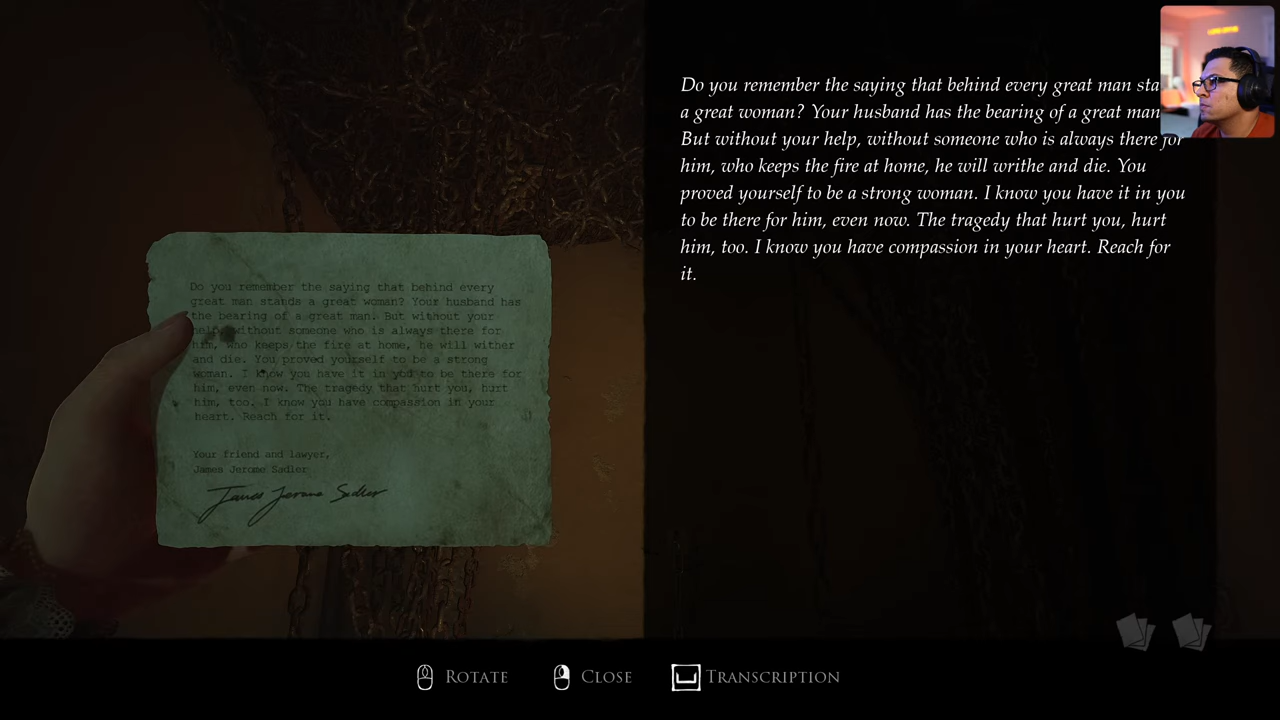 Do you remember the saying that behind every great man sta
a great woman? Your husband has the bearing of a great man
But without your help, without someone who is always there for
him, who keeps the fire at home, he will writhe and die. You
proved yourself to be a strong woman. I know you have it in you
to be there for him, even now. The tragedy that hurt you, hurt
him, too. I know you have compassion in your heart. Reach for
it.
Do you remember the saying that behind every
great man stands a great woman? Your husband has
the bearing of a great man. But without your
help, without someone who is always there for
him, who keeps the fire at home, he will wither
and die. You proved yourself to be a strong
woman. I know you have it in you to be there for
him, even now. The tragedy that hurt you, hurt
him, too. I know you have compassion in your
heart. Reach for it.
Your friend and lawyer,
James Jerome Sadler
James Jerome Sadler
ROTATE
CLOSE
TRANSCRIPTION